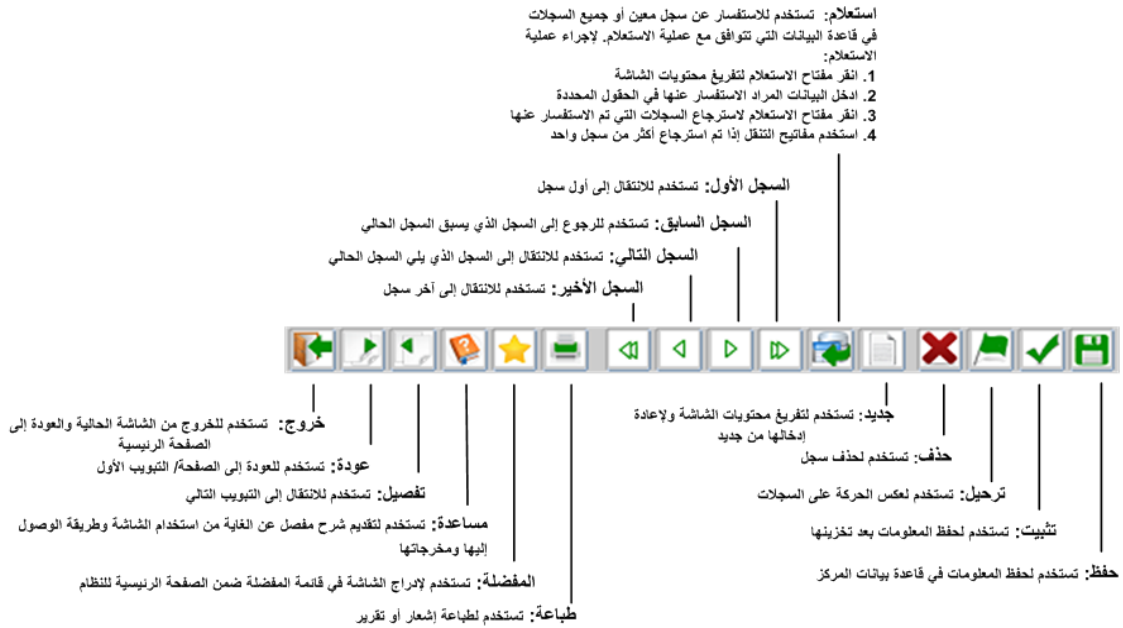 استعلام: تستخدم للاستفسار عن سجل معين أو جميع السجلات
في قاعدة البيانات التي تتوافق مع عملية الاستعلام. لإجراء عملية
الاستعلام:
1. انقر مفتاح الاستعلام لتفريغ محتويات الشاشة
2. ادخل البيانات المراد الاستفسار عنها في الحقول المحددة
3. انقر مفتاح الاستعلام لاسترجاع السجلات التي تم الاستفسار عنها
4. استخدم مفاتيح التنقل إذا تم استرجاع أكثر من سجل واحد
السجل الأول: تستخدم للانتقال إلى أول سجل
السجل السابق: تستخدم للرجوع إلى السجل الذي يسبق السجل الحالي
السجل التالي: تستخدم للانتقال إلى السجل الذي يلي السجل الحالي
السجل الأخير: تستخدم للانتقال إلى آخر سجل
جديد: تستخدم لتفريغ محتويات الشاشة ولإعادة
إدخالها من جديد
حذف: تستخدم لحذف سجل
ترحيل: تستخدم لعكس الحركة على السجلات
تثبيت: تستخدم لحفظ المعلومات بعد تخزينها
حفظ: تستخدم لحفظ المعلومات في قاعدة بيانات المركز
خروج: تستخدم للخروج من الشاشة الحالية والعودة إلى
الصفحة الرئيسية
عودة: تستخدم للعودة إلى الصفحة/ التبويب الأول
تفصيل: تستخدم للانتقال إلى التبويب التالي
مساعدة: تستخدم لتقديم شرح مفصل عن الغاية من استخدام الشاشة وطريقة الوصول
إليها ومخرجاتها
المفضلة: تستخدم لإدراج الشاشة في قائمة المفضلة ضمن الصفحة الرئيسية للنظام
طباعة: تستخدم لطباعة إشعار أو تقرير